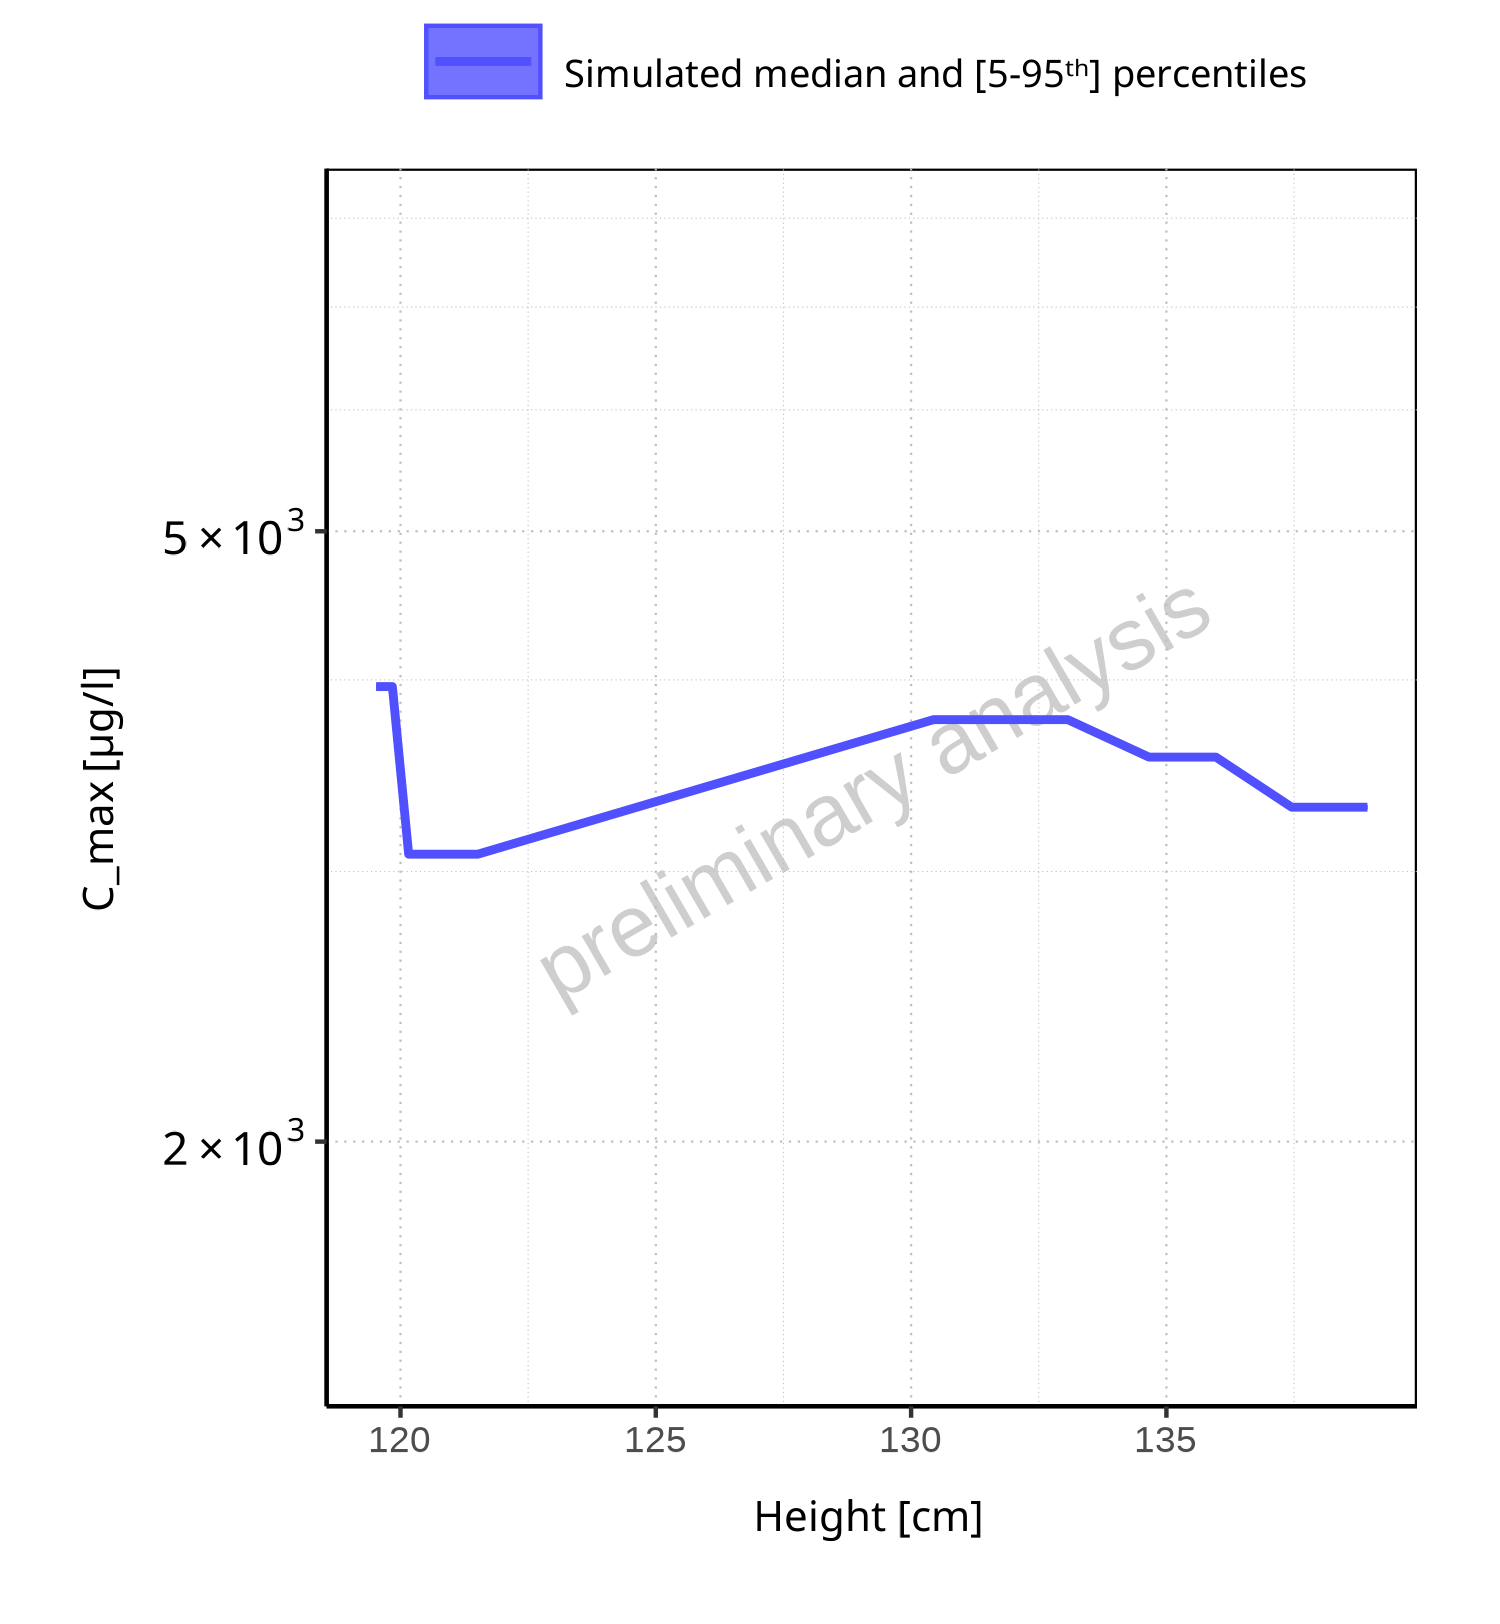 Simulated median and [5-95ᵗʰ] percentiles
5 × 10³
2 × 10³
C_max [µg/l]
preliminary analysis
120 125 130 135
Height [cm]